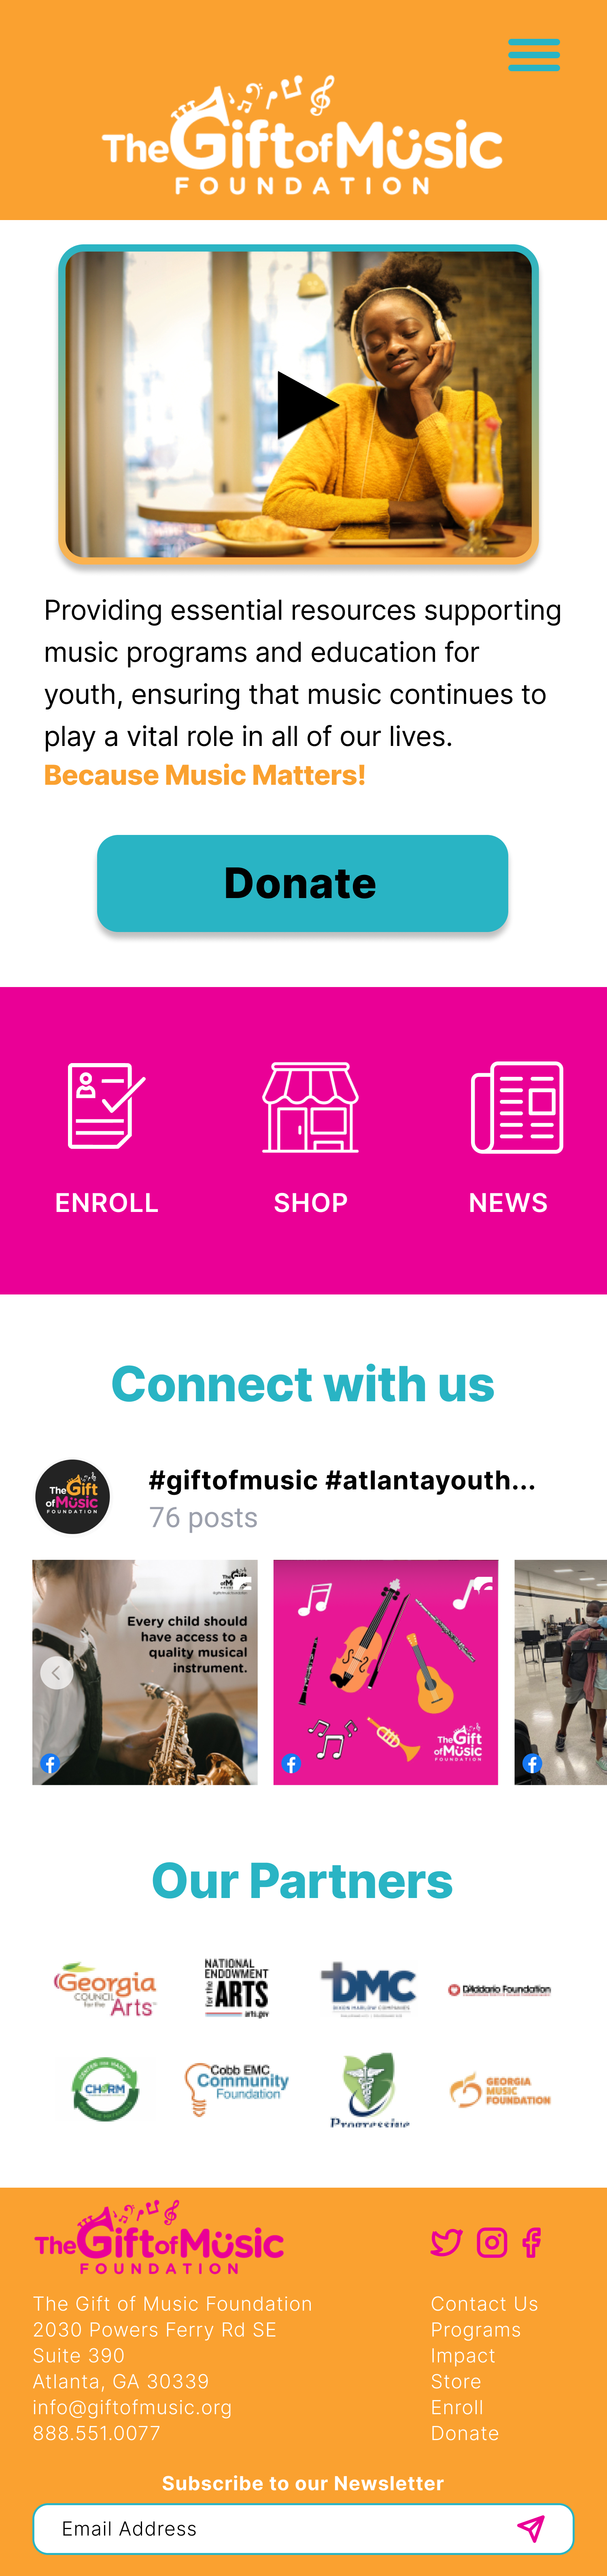 The Gift of Music
FOUNDATION
Providing essential resources supporting
music programs and education for
youth, ensuring that music continues to
play a vital role in all of our lives.
Because Music Matters!
Donate
ENROLL
SHOP
NEWS
Connect with us
The Gift
of Music
FOUNDATION
#giftofmusic #atlantayouth...
76 posts
Every child should
have access to a
quality musical
instrument.
The Gift
of Music
FOUNDATION
Our Partners
Georgia
COUNCIL
for the
Arts
NATIONAL
ENDOWMENT
for the
ARTS
arts.gov
DMC
DIXON MARLOW COMPANIES
D'Addario Foundation
CHARM
Cobb EMC
Community
Foundation
Progressive
GEORGIA
MUSIC
FOUNDATION
The Gift of Music
FOUNDATION
The Gift of Music Foundation
2030 Powers Ferry Rd SE
Suite 390
Atlanta, GA 30339
info@giftofmusic.org
888.551.0077
Contact Us
Programs
Impact
Store
Enroll
Donate
Subscribe to our Newsletter
Email Address